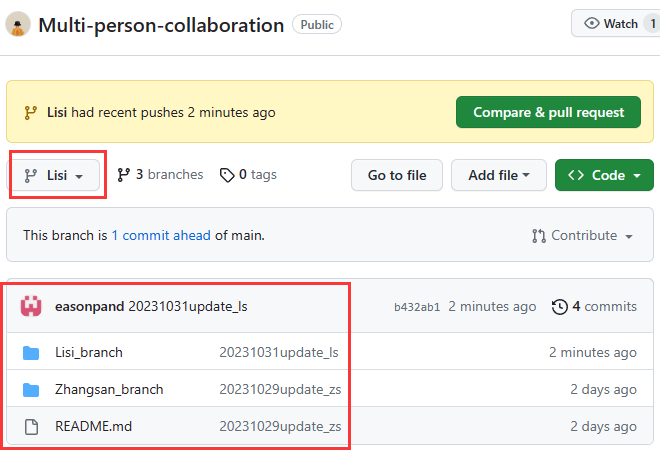 Multi-person-collaboration Public Watch 1
Lisi had recent pushes 2 minutes ago Compare & pull request
Lisi 3 branches 0 tags Go to file Add file <> Code
This branch is 1 commit ahead of main. Contribute
easonpand 20231031update_ls b432ab1 2 minutes ago 4 commits
Lisi_branch 20231031update_ls 2 minutes ago
Zhangsan_branch 20231029update_zs 2 days ago
README.md 20231029update_zs 2 days ago